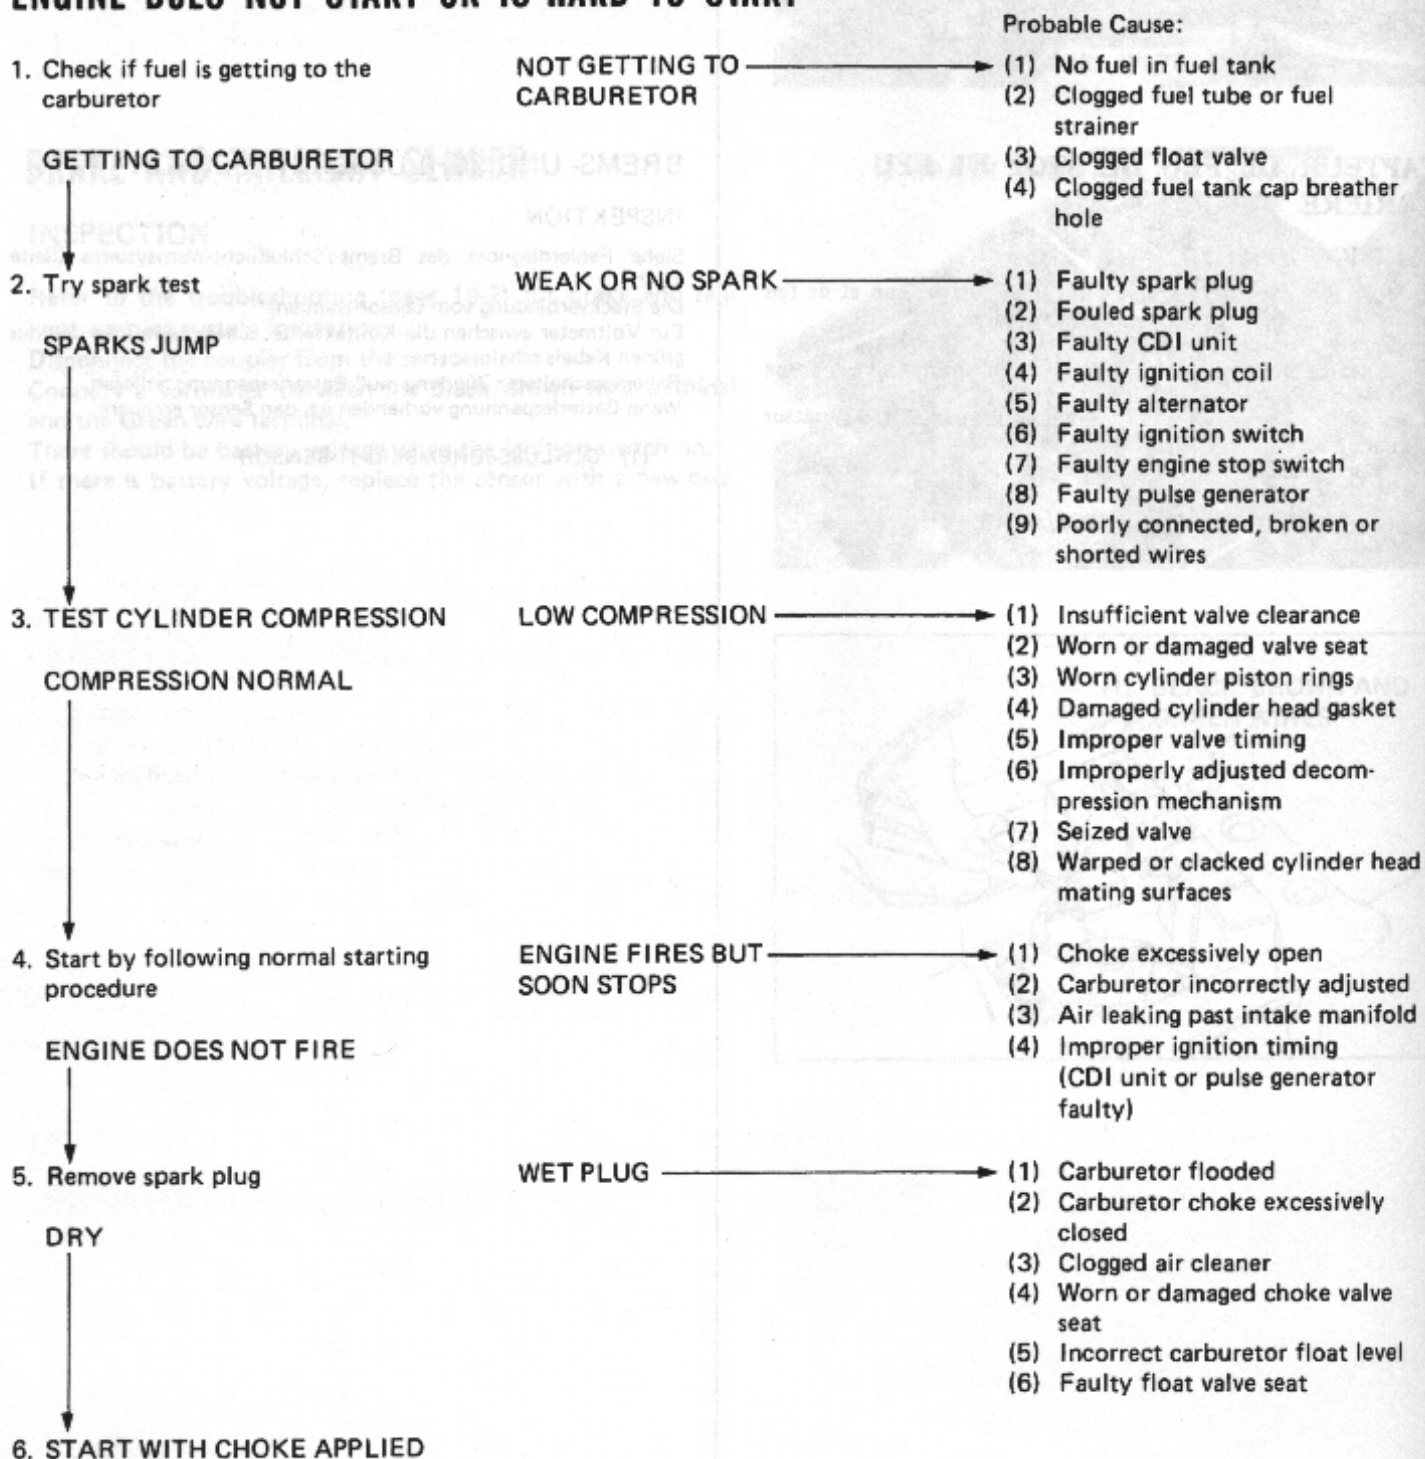 ENGINE DOES NOT START OR IS HARD TO START
Probable Cause:
1. Check if fuel is getting to the
carburetor
NOT GETTING TO
CARBURETOR
(1) No fuel in fuel tank
(2) Clogged fuel tube or fuel
strainer
(3) Clogged float valve
(4) Clogged fuel tank cap breather
hole
GETTING TO CARBURETOR
2. Try spark test
WEAK OR NO SPARK
(1) Faulty spark plug
(2) Fouled spark plug
(3) Faulty CDI unit
(4) Faulty ignition coil
(5) Faulty alternator
(6) Faulty ignition switch
(7) Faulty engine stop switch
(8) Faulty pulse generator
(9) Poorly connected, broken or
shorted wires
SPARKS JUMP
3. TEST CYLINDER COMPRESSION
LOW COMPRESSION
(1) Insufficient valve clearance
(2) Worn or damaged valve seat
(3) Worn cylinder piston rings
(4) Damaged cylinder head gasket
(5) Improper valve timing
(6) Improperly adjusted decom-
pression mechanism
(7) Seized valve
(8) Warped or clacked cylinder head
mating surfaces
COMPRESSION NORMAL
4. Start by following normal starting
procedure
ENGINE FIRES BUT
SOON STOPS
(1) Choke excessively open
(2) Carburetor incorrectly adjusted
(3) Air leaking past intake manifold
(4) Improper ignition timing
(CDI unit or pulse generator
faulty)
ENGINE DOES NOT FIRE
5. Remove spark plug
WET PLUG
(1) Carburetor flooded
(2) Carburetor choke excessively
closed
(3) Clogged air cleaner
(4) Worn or damaged choke valve
seat
(5) Incorrect carburetor float level
(6) Faulty float valve seat
DRY
6. START WITH CHOKE APPLIED